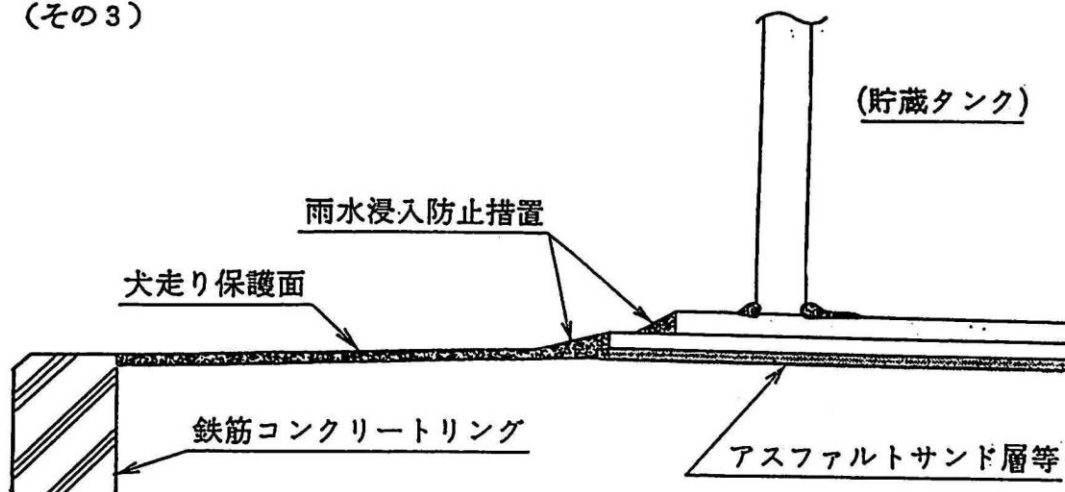 （その3）
(貯蔵タンク)
雨水浸入防止措置
犬走り保護面
鉄筋コンクリートリング
アスファルトサンド層等